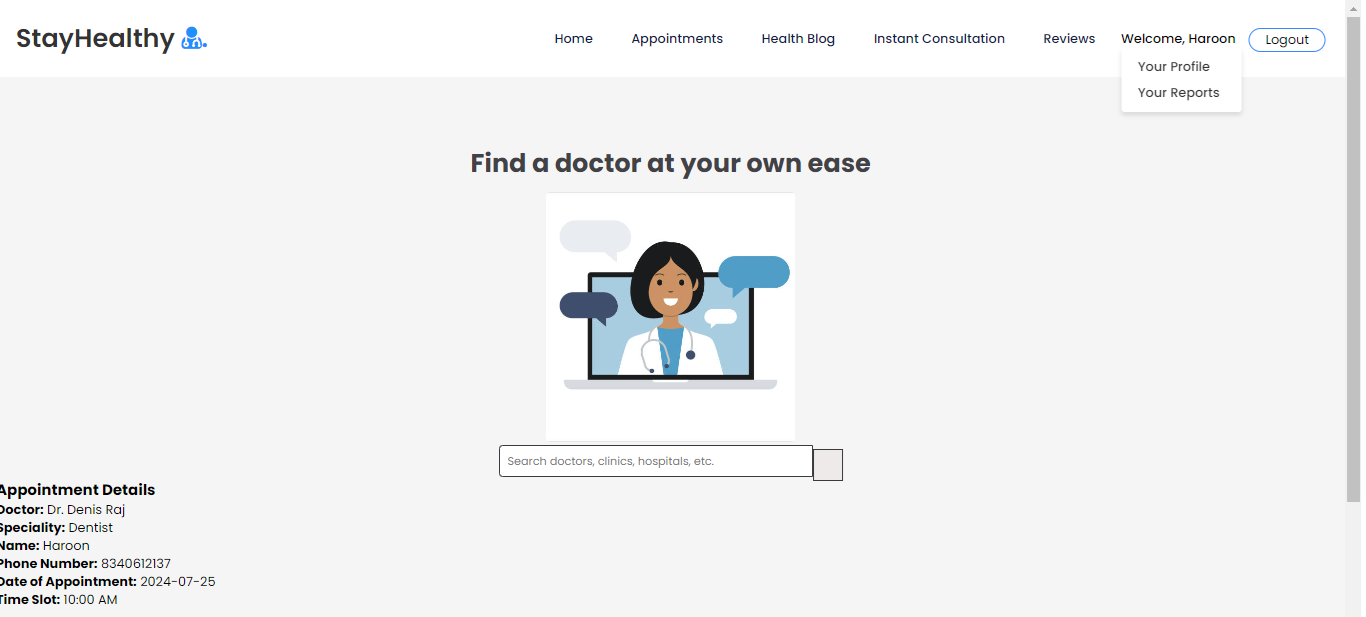 StayHealthy
Home Appointments Health Blog Instant Consultation Reviews Welcome, Haroon Logout
Your Profile
Your Reports
Find a doctor at your own ease
Search doctors, clinics, hospitals, etc.
Appointment Details
Doctor: Dr. Denis Raj
Speciality: Dentist
Name: Haroon
Phone Number: 8340612137
Date of Appointment: 2024-07-25
Time Slot: 10:00 AM